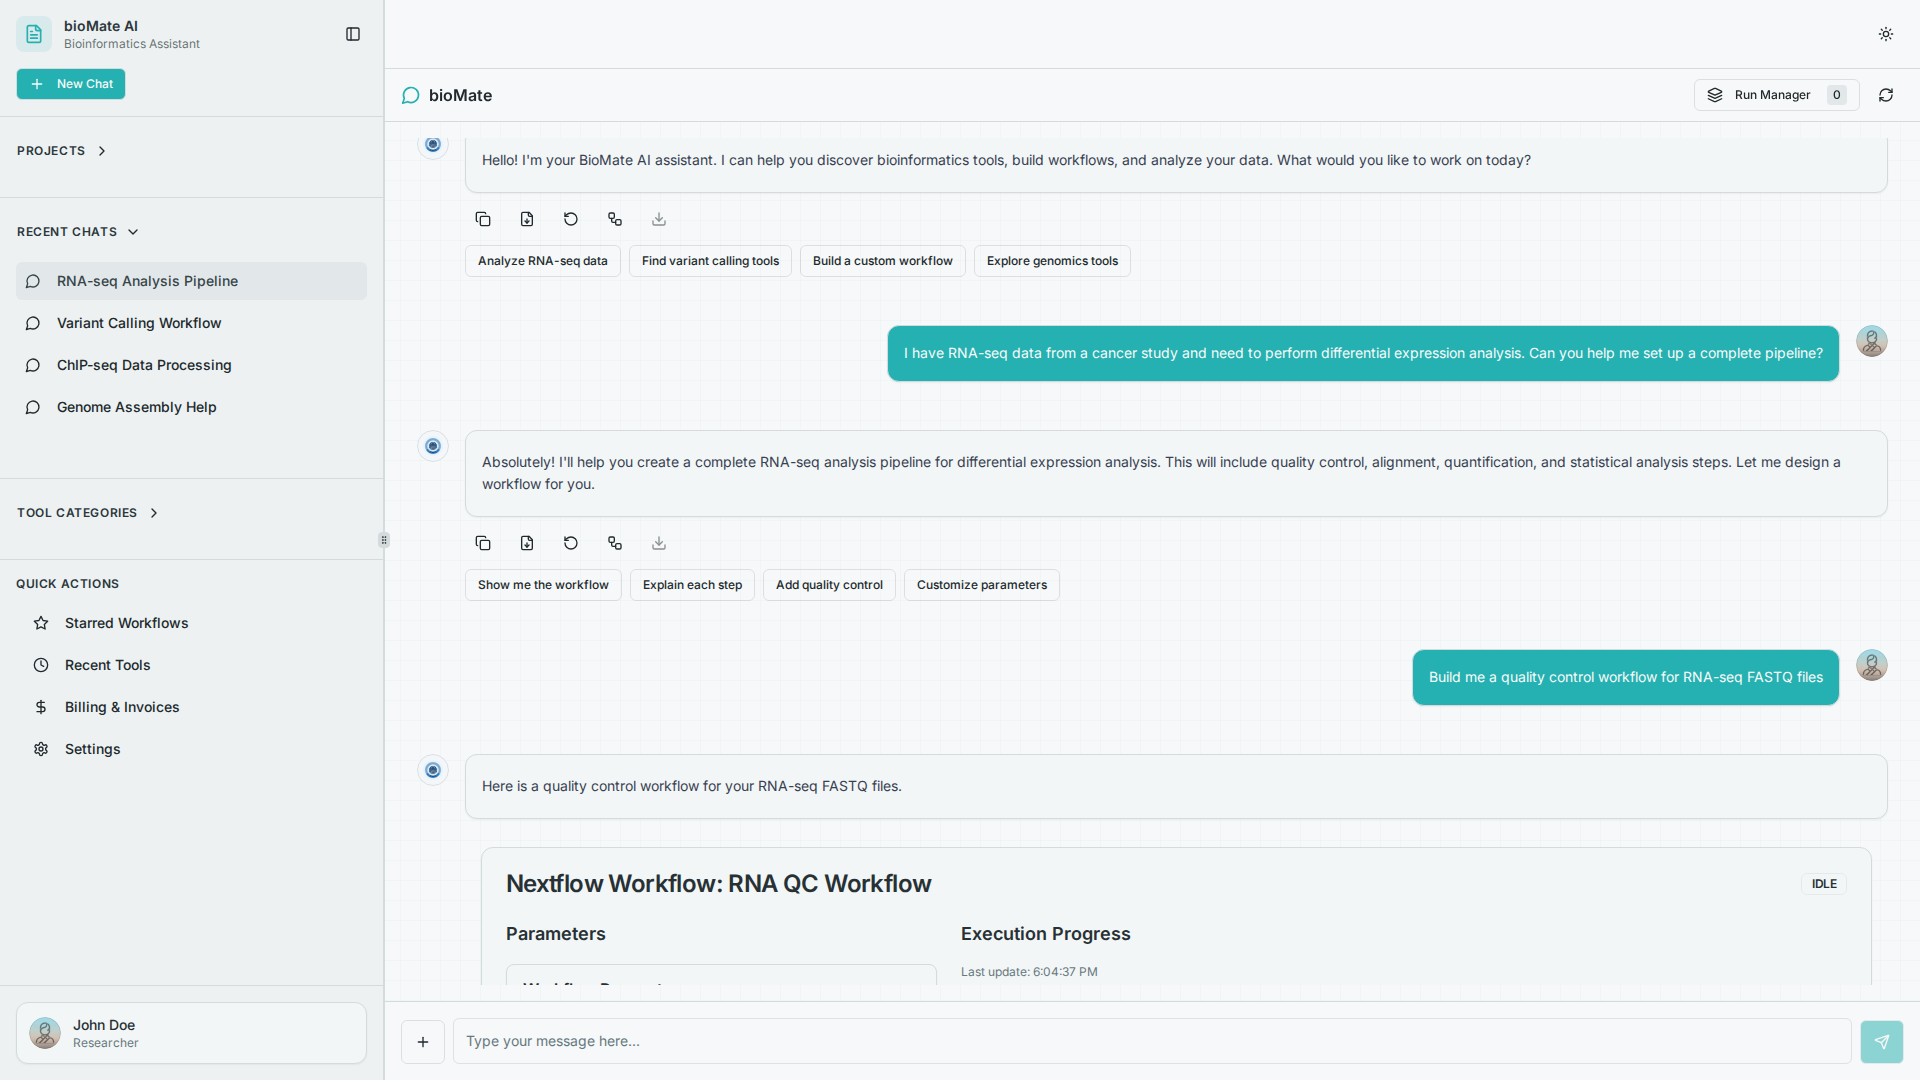 bioMate AI
Bioinformatics Assistant
New Chat
PROJECTS
RECENT CHATS
RNA-seq Analysis Pipeline
Variant Calling Workflow
ChIP-seq Data Processing
Genome Assembly Help
TOOL CATEGORIES
QUICK ACTIONS
Starred Workflows
Recent Tools
Billing & Invoices
Settings
John Doe
Researcher
bioMate
Run Manager 0
Hello! I'm your BioMate AI assistant. I can help you discover bioinformatics tools, build workflows, and analyze your data. What would you like to work on today?
Analyze RNA-seq data
Find variant calling tools
Build a custom workflow
Explore genomics tools
I have RNA-seq data from a cancer study and need to perform differential expression analysis. Can you help me set up a complete pipeline?
Absolutely! I'll help you create a complete RNA-seq analysis pipeline for differential expression analysis. This will include quality control, alignment, quantification, and statistical analysis steps. Let me design a
workflow for you.
Show me the workflow
Explain each step
Add quality control
Customize parameters
Build me a quality control workflow for RNA-seq FASTQ files
Here is a quality control workflow for your RNA-seq FASTQ files.
Nextflow Workflow: RNA QC Workflow
IDLE
Parameters
Execution Progress
Last update: 6:04:37 PM
Type your message here...